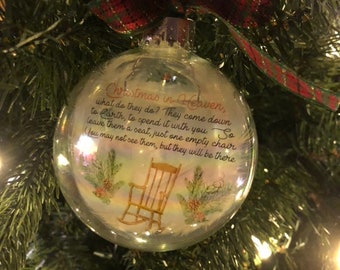 Christmas in Heaven,
what do they do? They come down
to Earth, to spend it with you. So
leave them a seat, just one empty chair.
You may not see them, but they will be there.